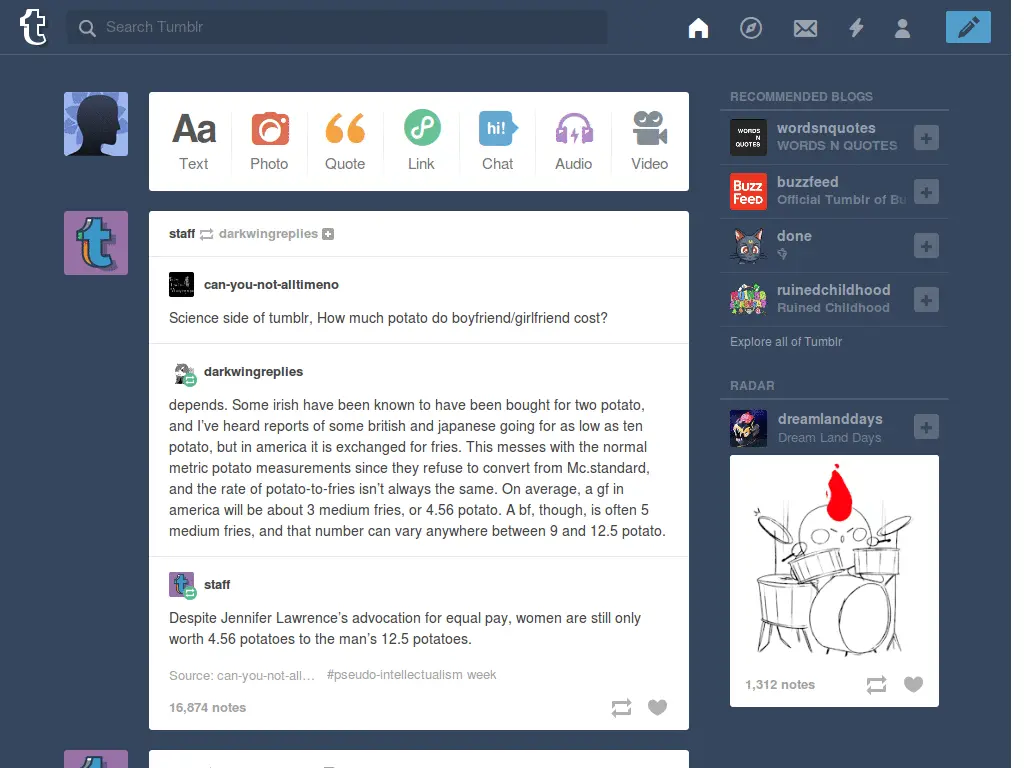 t
Search Tumblr
Aa
hi!
Text
Photo
Quote
Link
Chat
Audio
Video
staff darkwingreplies
can-you-not-alltimeno
Science side of tumblr, How much potato do boyfriend/girlfriend cost?
darkwingreplies
depends. Some irish have been known to have been bought for two potato,
and I've heard reports of some british and japanese going for as low as ten
potato, but in america it is exchanged for fries. This messes with the normal
metric potato measurements since they refuse to convert from Mc.standard,
and the rate of potato-to-fries isn't always the same. On average, a gf in
america will be about 3 medium fries, or 4.56 potato. A bf, though, is often 5
medium fries, and that number can vary anywhere between 9 and 12.5 potato.
staff
Despite Jennifer Lawrence's advocation for equal pay, women are still only
worth 4.56 potatoes to the man's 12.5 potatoes.
Source: can-you-not-all... #pseudo-intellectualism week
16,874 notes
RECOMMENDED BLOGS
WORDS
N
QUOTES
wordsnquotes
WORDS N QUOTES
Buzz
Feed
buzzfeed
Official Tumblr of Bu
done
ruinedchildhood
Ruined Childhood
Explore all of Tumblr
RADAR
dreamlanddays
Dream Land Days
1,312 notes